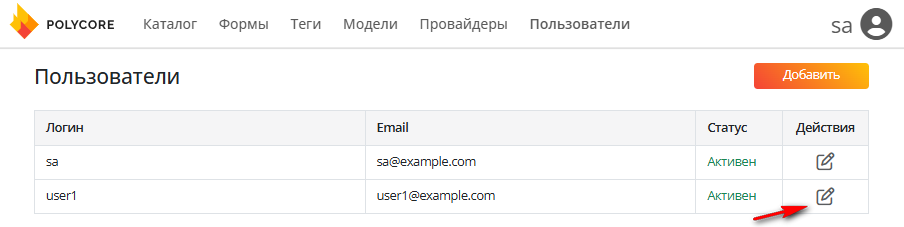 POLYCORE Каталог Формы Теги Модели Провайдеры Пользователи sa
Пользователи Добавить
Логин Email Статус Действия
sa sa@example.com Активен
user1 user1@example.com Активен